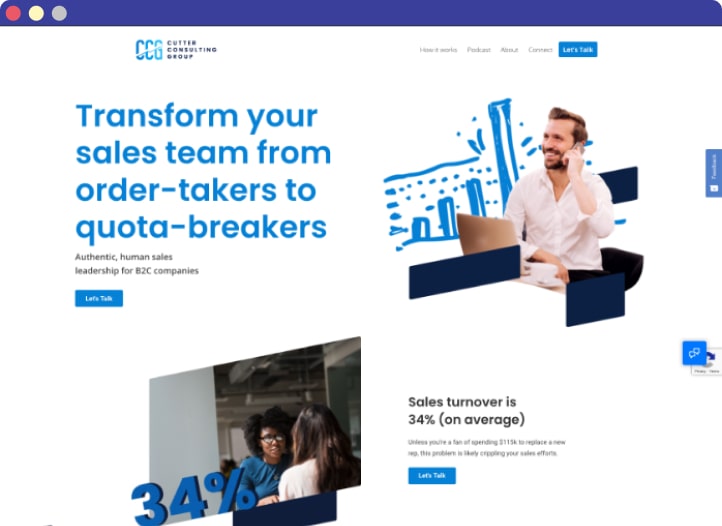 CCG CUTTER
CONSULTING
GROUP
How it works Podcast About Connect Let's Talk
Transform your
sales team from
order-takers to
quota-breakers
Authentic, human sales
leadership for B2C companies
Let's Talk
Feedback
Privacy - Terms
Sales turnover is
34% (on average)
Unless you're a fan of spending $115k to replace a new
rep, this problem is likely crippling your sales efforts.
Let's Talk
34%